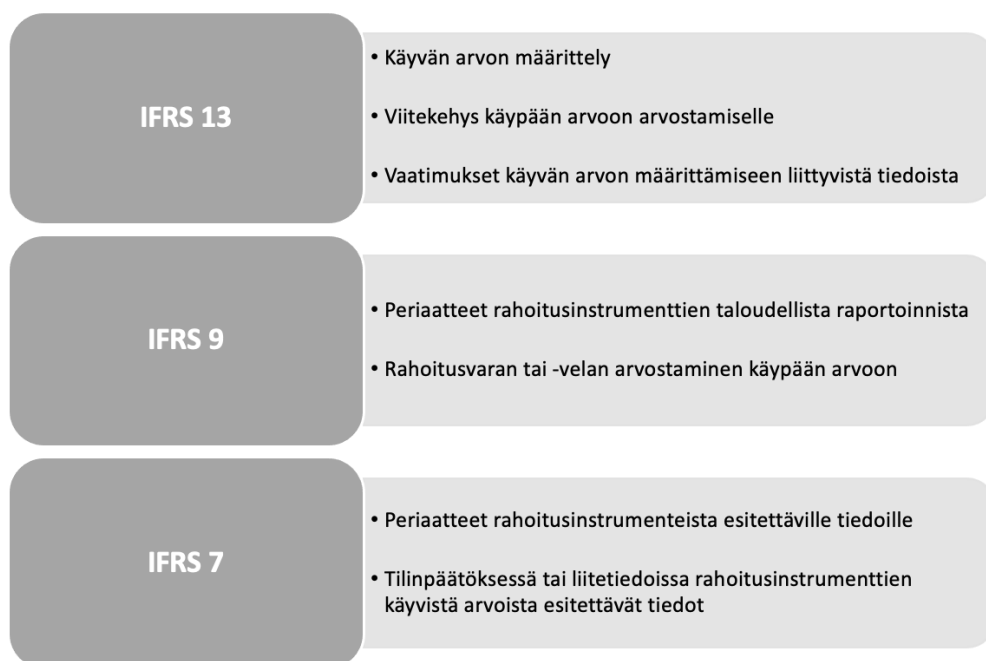 IFRS 13
• Käyvän arvon määrittely
• Viitekehys käypään arvoon arvostamiselle
• Vaatimukset käyvän arvon määrittämiseen liittyvistä tiedoista
IFRS 9
• Periaatteet rahoitusinstrumenttien taloudellista raportoinnista
• Rahoitusvaran tai -velan arvostaminen käypään arvoon
IFRS 7
• Periaatteet rahoitusinstrumenteista esitettäville tiedoille
• Tilinpäätöksessä tai liitetiedoissa rahoitusinstrumenttien
käyvistä arvoista esitettävät tiedot